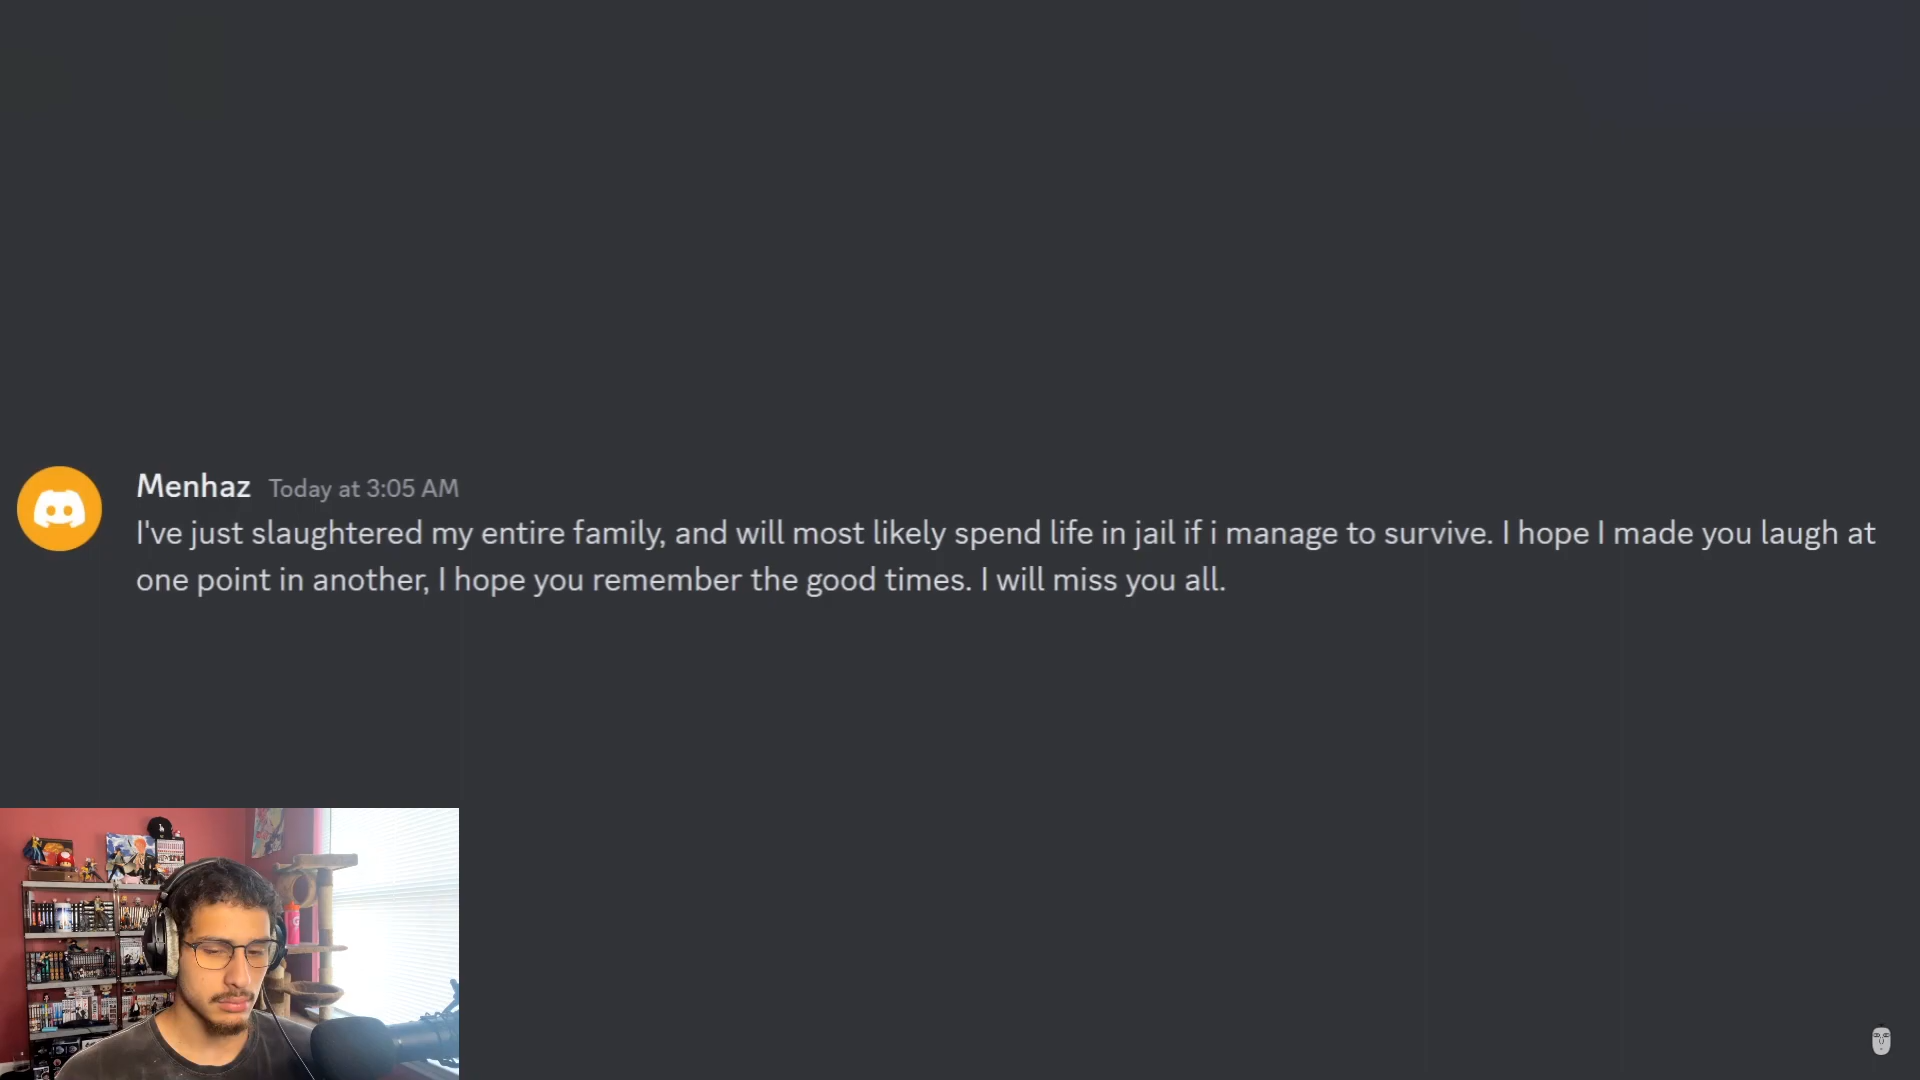 Menhaz Today at 3:05 AM
I've just slaughtered my entire family, and will most likely spend life in jail if i manage to survive. I hope I made you laugh at
one point in another, I hope you remember the good times. I will miss you all.